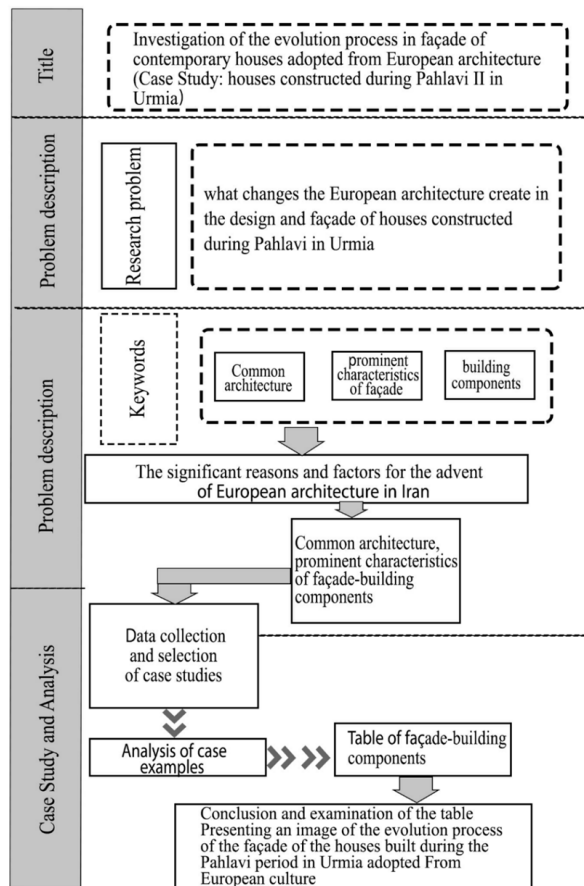 Title
Investigation of the evolution process in façade of
contemporary houses adopted from European architecture
(Case Study: houses constructed during Pahlavi II in
Urmia)
Problem description
Research problem
what changes the European architecture create in
the design and façade of houses constructed
during Pahlavi in Urmia
Problem description
Keywords
Common
architecture
prominent
characteristics
of façade
building
components
The significant reasons and factors for the advent
of European architecture in Iran
Common architecture,
prominent characteristics
of façade-building
components
Case Study and Analysis
Data collection
and selection
of case studies
Analysis of case
examples
Table of façade-building
components
Conclusion and examination of the table
Presenting an image of the evolution process
of the façade of the houses built during the
Pahlavi period in Urmia adopted From
European culture